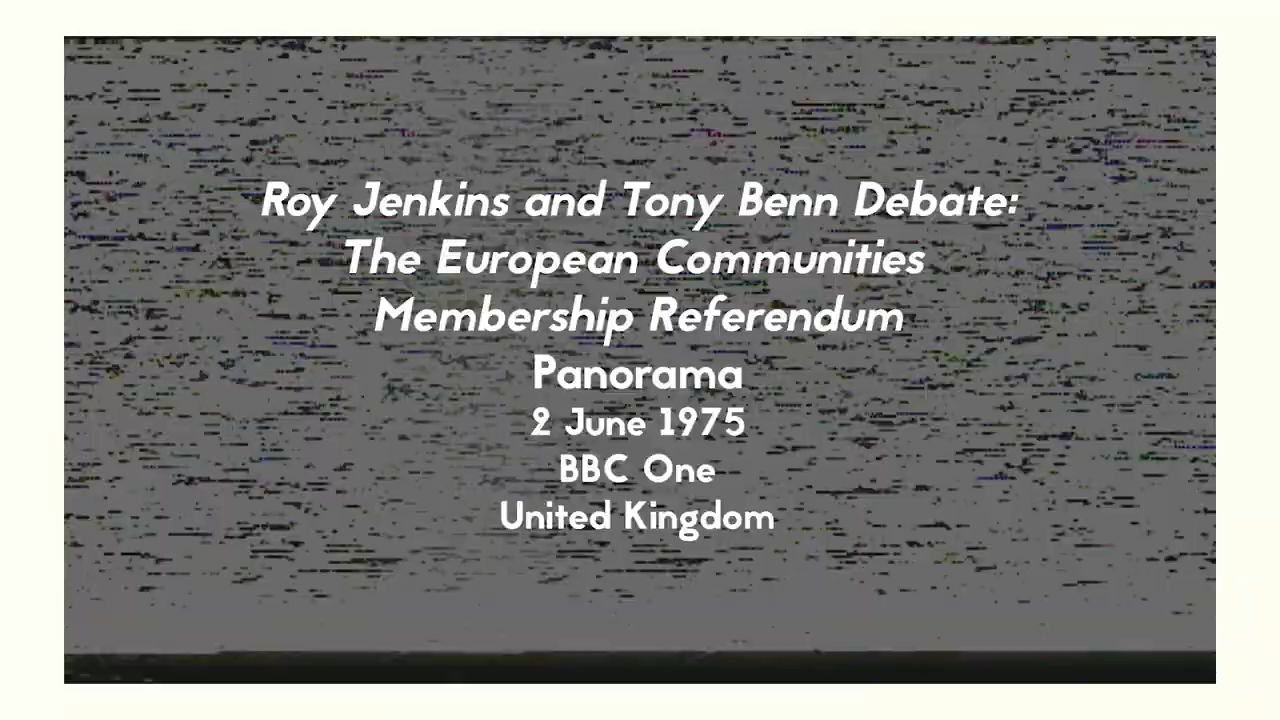 Roy Jenkins and Tony Benn Debate:
The European Communities
Membership Referendum
Panorama
2 June 1975
BBC One
United Kingdom